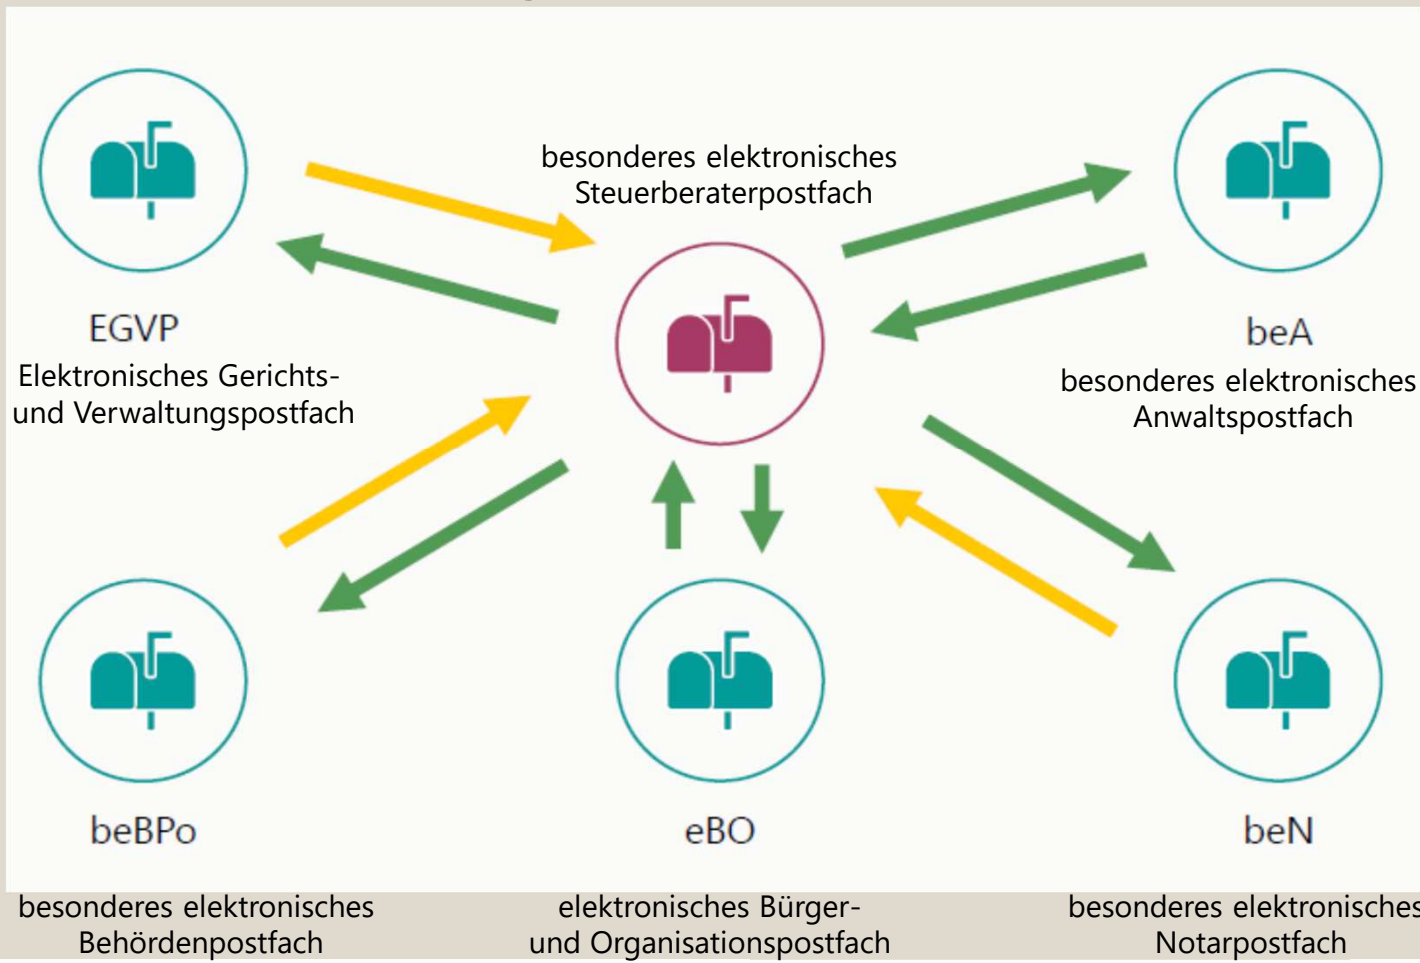 besonderes elektronisches
Steuerberaterpostfach
EGVP
Elektronisches Gerichts-
und Verwaltungspostfach
beA
besonderes elektronisches
Anwaltspostfach
beBPo
besonderes elektronisches
Behördenpostfach
eBO
elektronisches Bürger-
und Organisationspostfach
beN
besonderes elektronisches
Notarpostfach